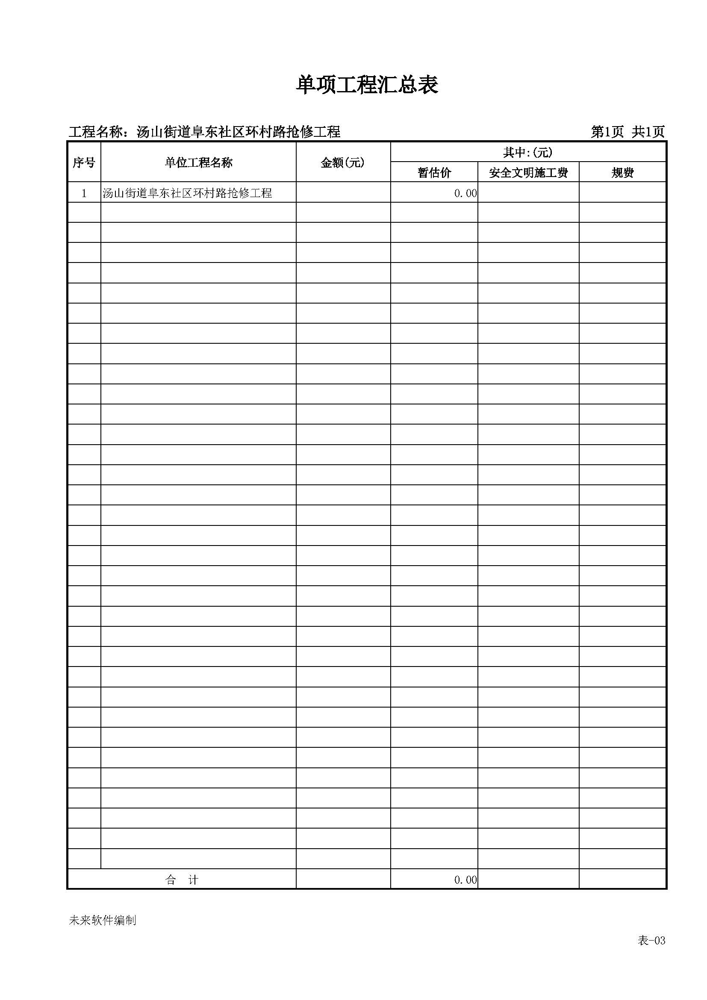 单项工程汇总表
工程名称：汤山街道阜东社区环村路抢修工程 第1页 共1页
序号 单位工程名称 金额(元) 其中:(元)
暂估价 安全文明施工费 规费
1 汤山街道阜东社区环村路抢修工程 0.00
合 计 0.00
未来软件编制
表-03